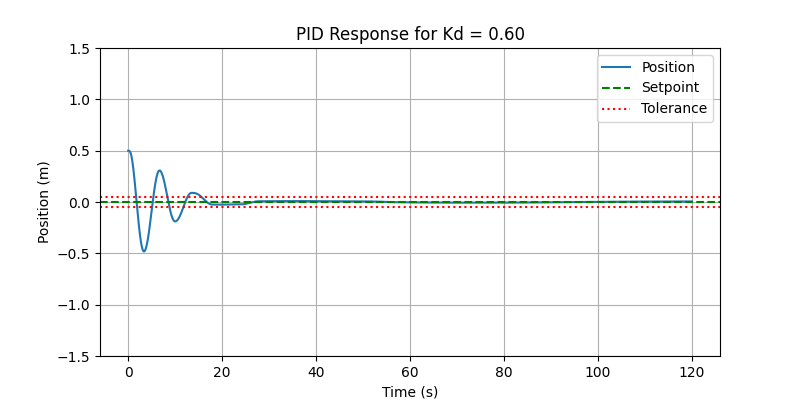 PID Response for Kd = 0.60
1.5
1.0
0.5
0.0
−0.5
−1.0
−1.5
Position (m)
Position
Setpoint
Tolerance
0 20 40 60 80 100 120
Time (s)